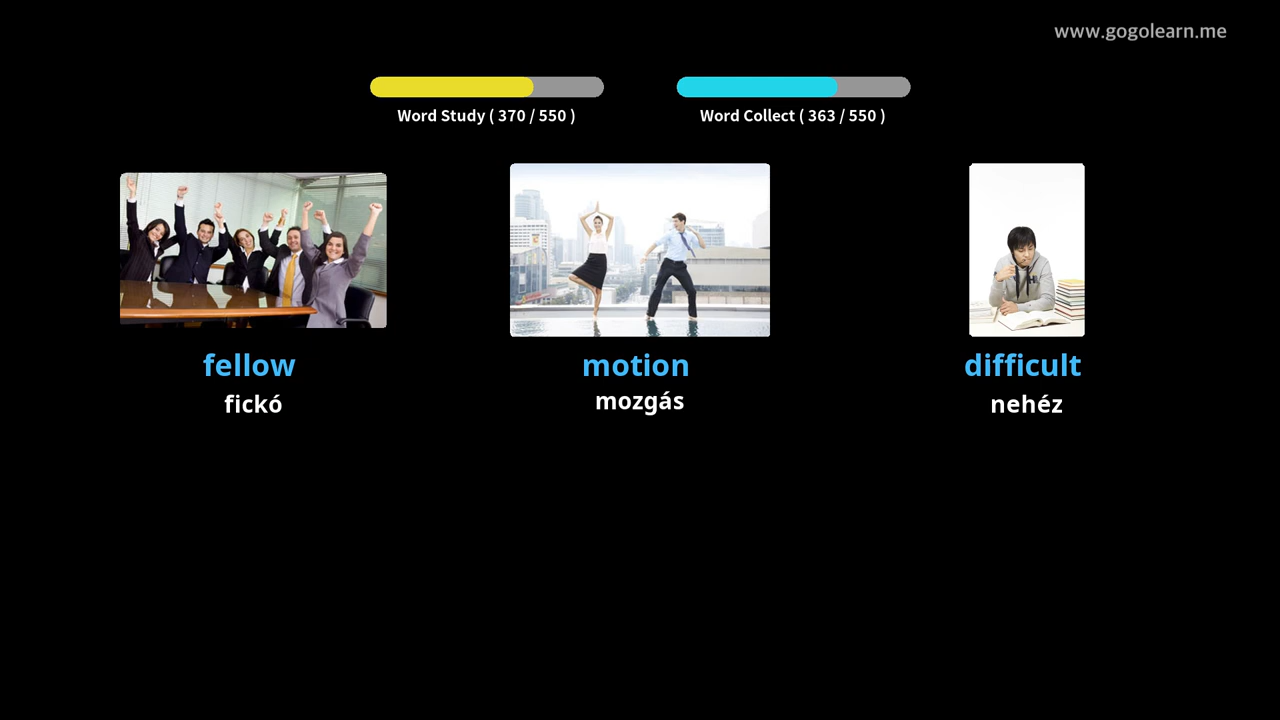 www.gogolearn.me
Word Study ( 370 / 550 )
Word Collect ( 363 / 550 )
fellow
fickó
motion
mozgás
difficult
nehéz